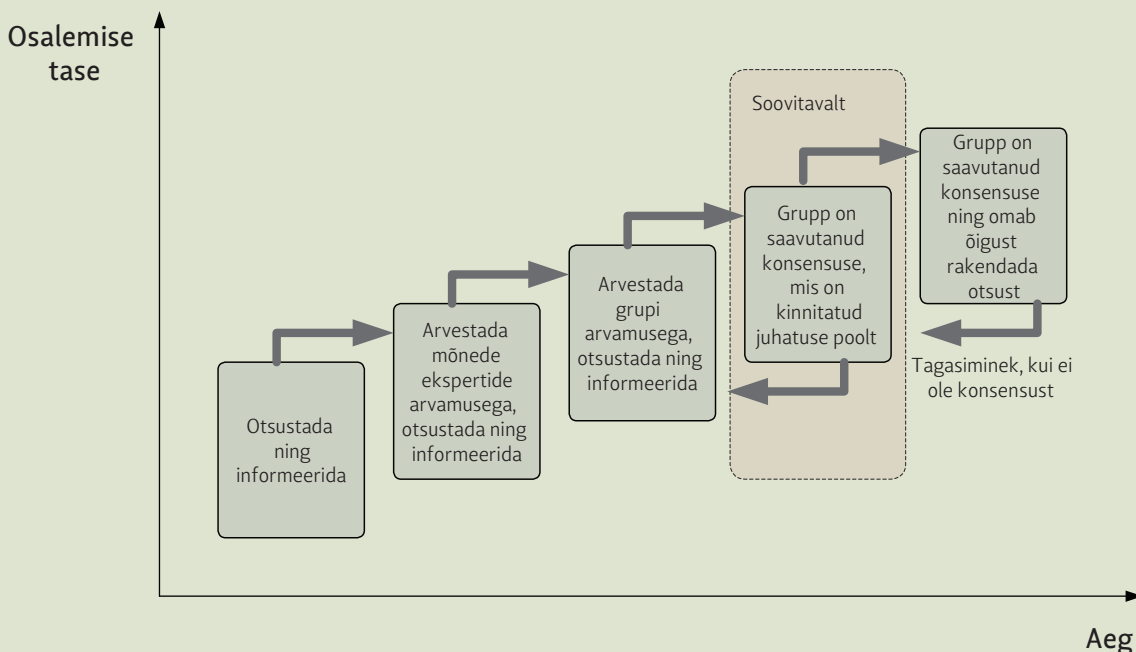 Osalemise
tase
Soovitavalt
Otsustada
ning
informeerida
Arvestada
mõnede
ekspertide
arvamusega,
otsustada ning
informeerida
Arvestada
grupi
arvamusega,
otsustada ning
informeerida
Grupp on
saavutanud
konsensuse,
mis on
kinnitatud
juhatuse poolt
Grupp on
saavutanud
konsensuse
ning omab
õigust
rakendada
otsust
Tagasiminek, kui ei
ole konsensust
Aeg